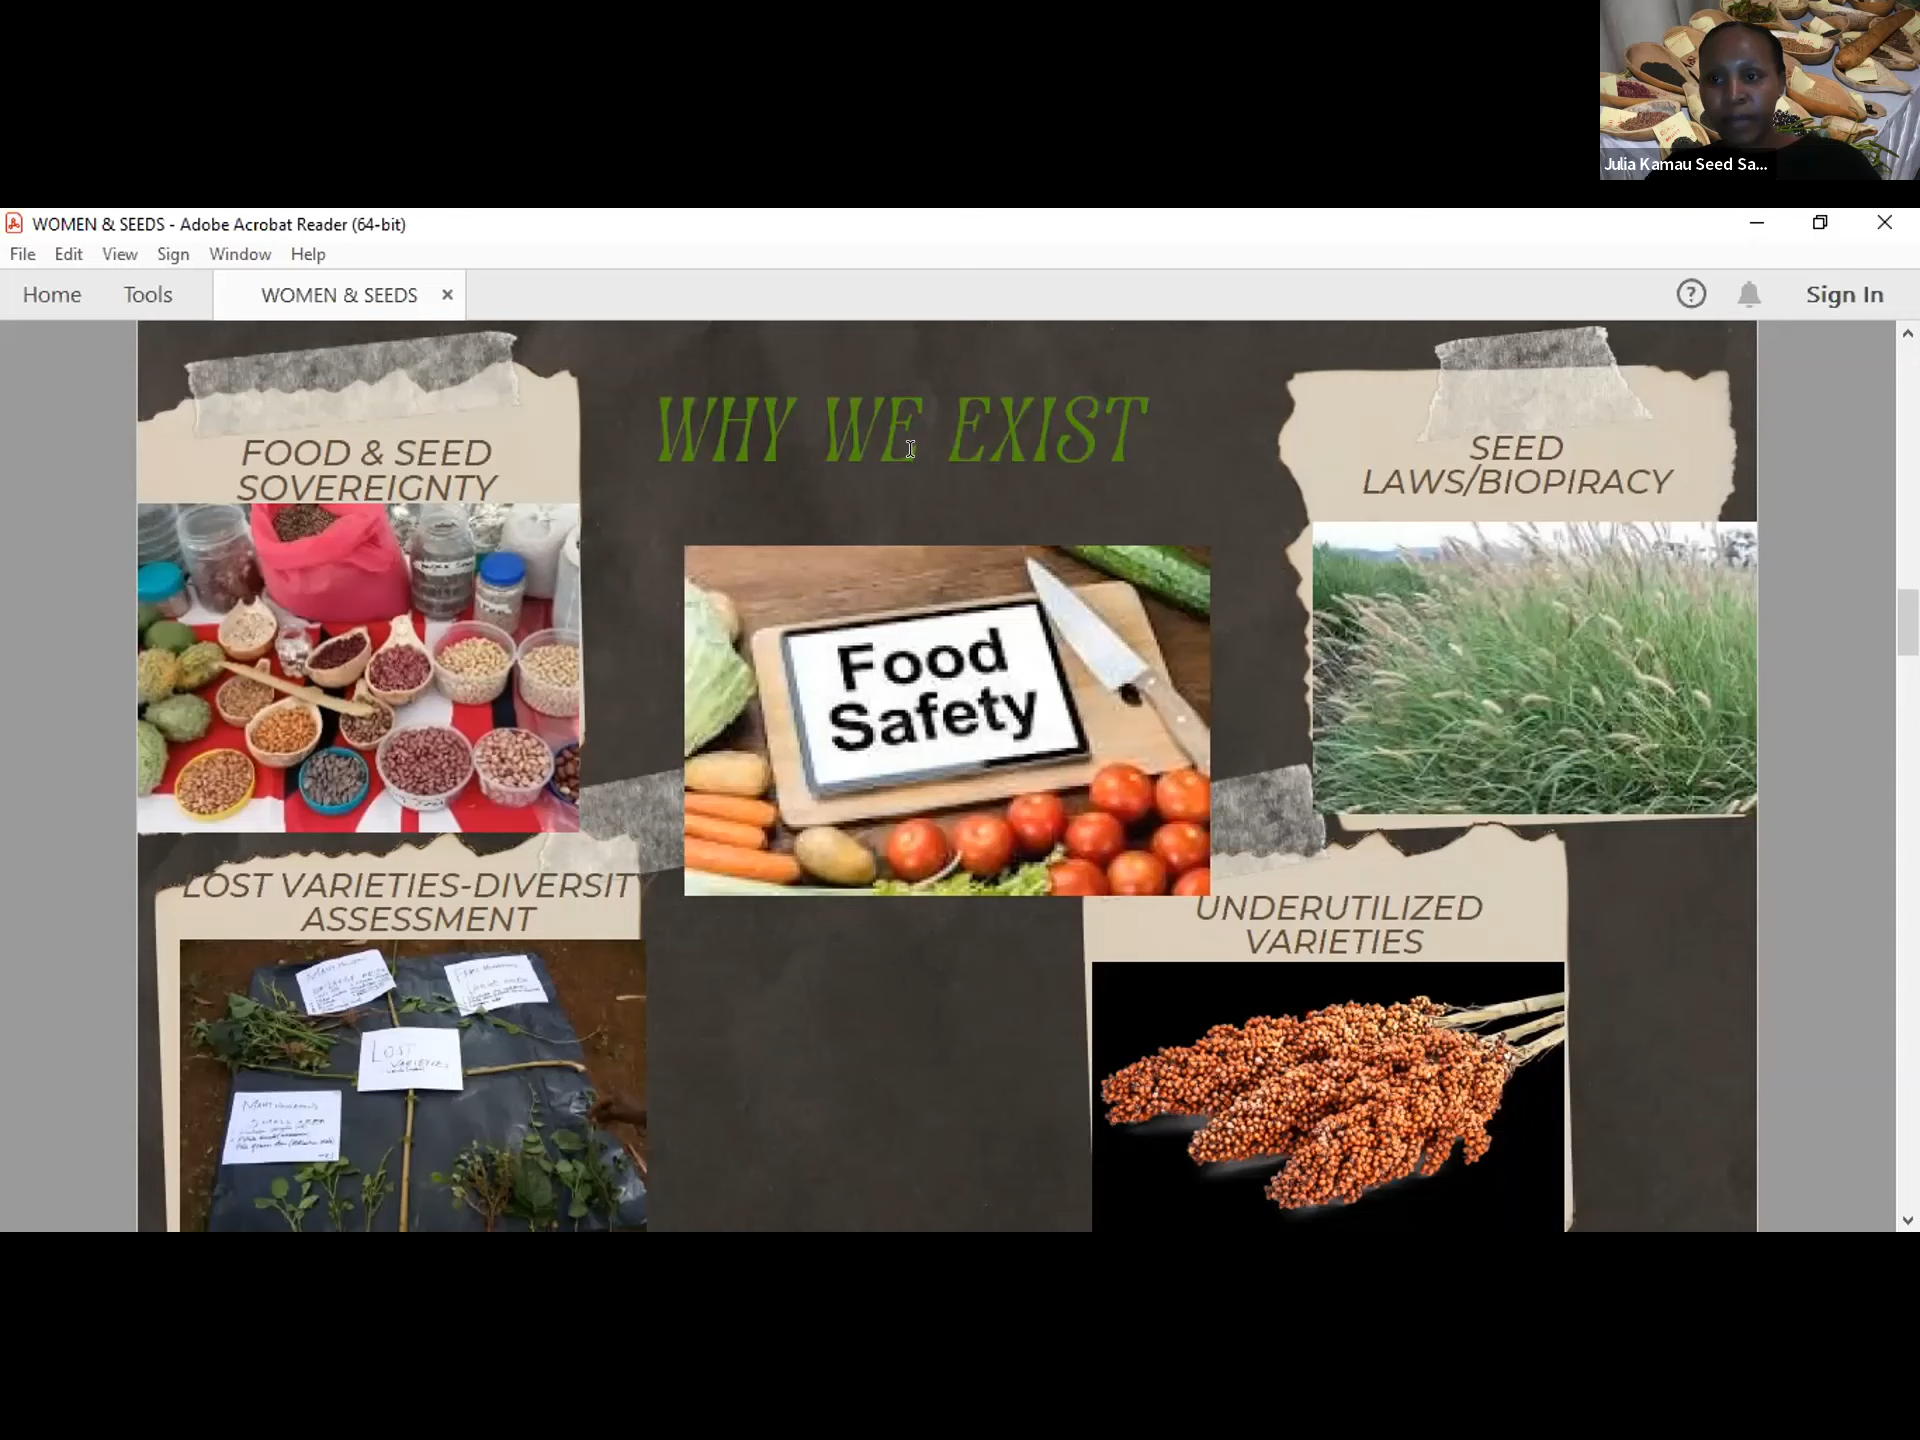 Julia Kamau Seed Sa...
WOMEN & SEEDS - Adobe Acrobat Reader (64-bit)
File Edit View Sign Window Help
Home Tools WOMEN & SEEDS × ? Sign In
WHY WE EXIST
FOOD & SEED
SOVEREIGNTY
SEED
LAWS/BIOPIRACY
Food
Safety
LOST VARIETIES-DIVERSIT
ASSESSMENT
UNDERUTILIZED
VARIETIES
LOST
VARIETIES